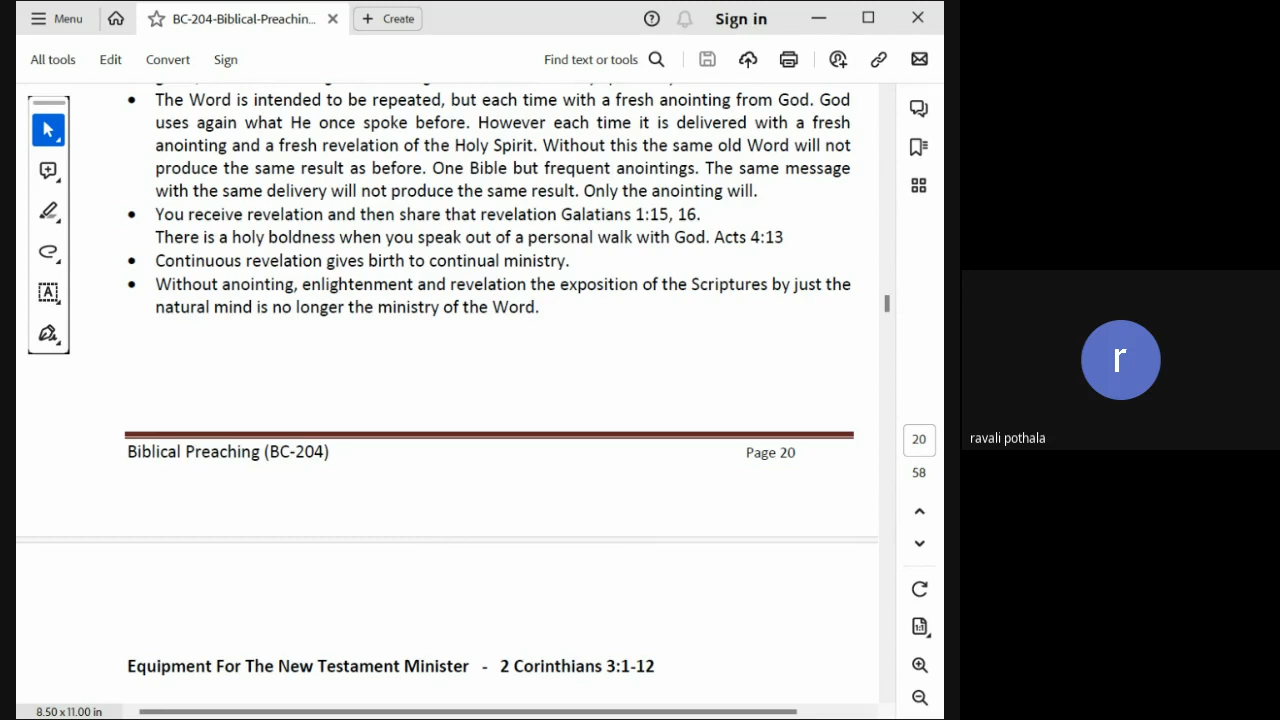 Menu
BC-204-Biblical-Preachin...
Create
Sign in
All tools
Edit
Convert
Sign
Find text or tools
• The Word is intended to be repeated, but each time with a fresh anointing from God. God
uses again what He once spoke before. However each time it is delivered with a fresh
anointing and a fresh revelation of the Holy Spirit. Without this the same old Word will not
produce the same result as before. One Bible but frequent anointings. The same message
with the same delivery will not produce the same result. Only the anointing will.
• You receive revelation and then share that revelation Galatians 1:15, 16.
There is a holy boldness when you speak out of a personal walk with God. Acts 4:13
• Continuous revelation gives birth to continual ministry.
• Without anointing, enlightenment and revelation the exposition of the Scriptures by just the
natural mind is no longer the ministry of the Word.
Biblical Preaching (BC-204)
Page 20
Equipment For The New Testament Minister - 2 Corinthians 3:1-12
20
58
8.50 x 11.00 in
r
ravali pothala